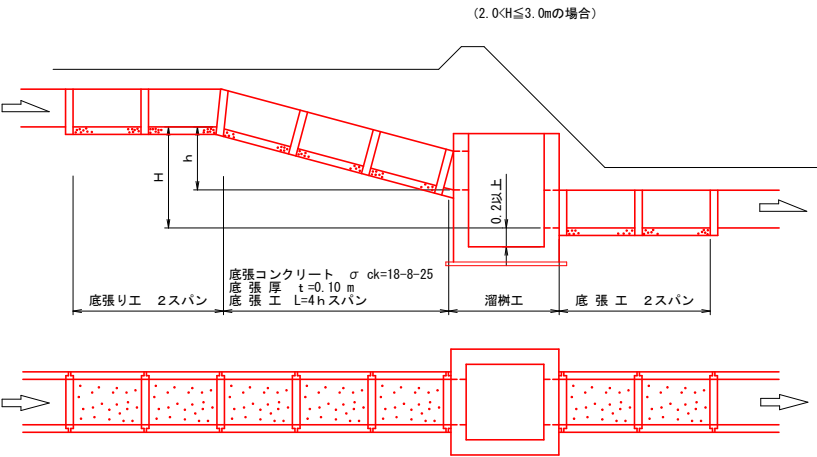 (2.0<H≦3.0mの場合)
H
h
0.2以上
底張コンクリート σck=18-8-25
底 張 厚 t=0.10 m
底 張 工 L=4hスパン
底張り工 2スパン
溜桝工
底 張 工 2スパン